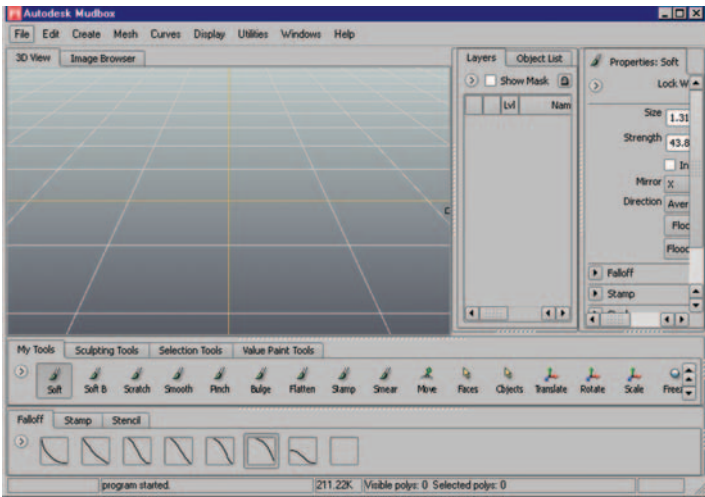 Autodesk Mudbox
File Edit Create Mesh Curves Display Utilities Windows Help
3D View Image Browser
Layers Object List
Show Mask
Lvl Nam
Properties: Soft
Lock W
Size 1.31
Strength 43.8
In
Mirror X
Direction Aver
Floo
Flood
Falloff
Stamp
My Tools Sculpting Tools Selection Tools Value Paint Tools
Soft Soft B Scratch Smooth Pinch Bulge Flatten Stamp Smear Move Faces Objects Translate Rotate Scale Freez
Falloff Stamp Stencil
program started. 211.22K Visible polys: 0 Selected polys: 0